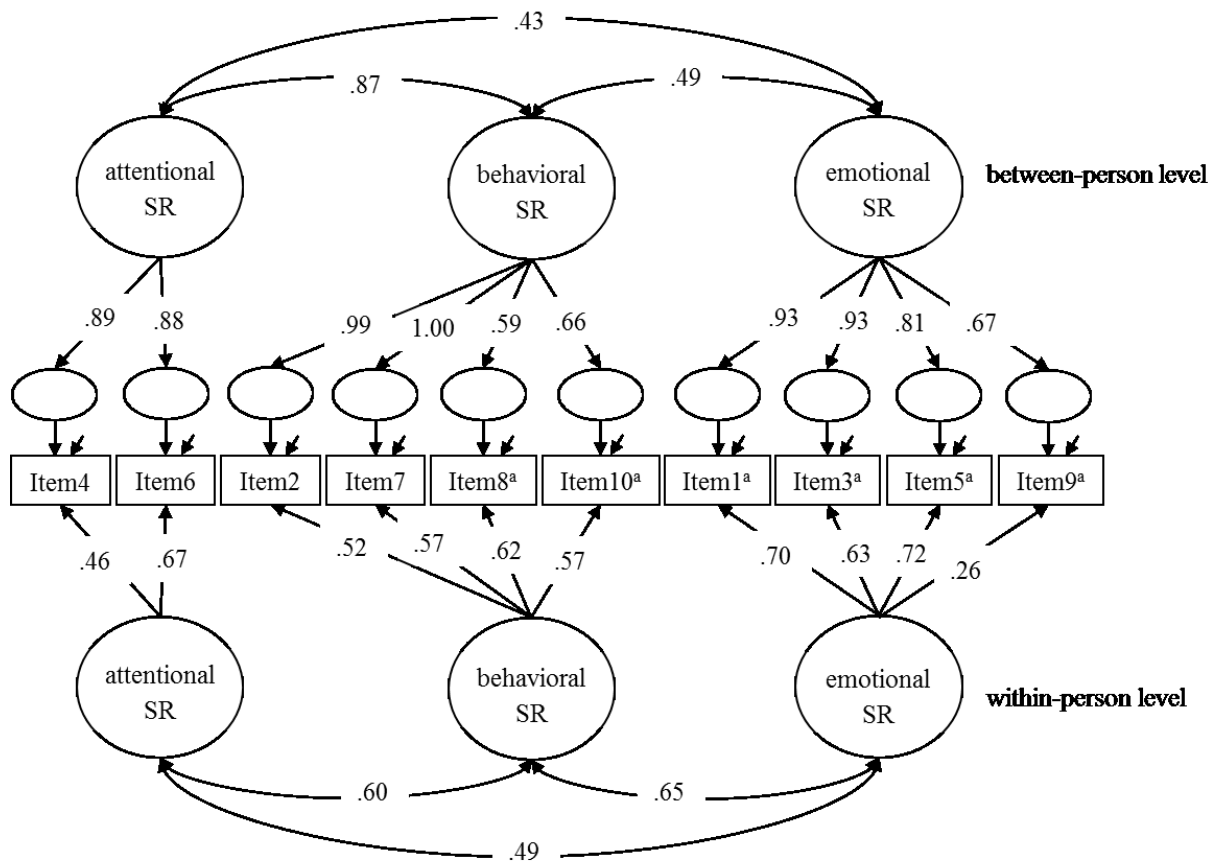 .43
.87
.49
attentional
SR
behavioral
SR
emotional
SR
between-person level
.89
.88
.99
1.00
.59
.66
.93
.93
.81
.67
Item4
Item6
Item2
Item7
Item8ᵃ
Item10ᵃ
Item1ᵃ
Item3ᵃ
Item5ᵃ
Item9ᵃ
.46
.67
.52
.57
.62
.57
.70
.63
.72
.26
attentional
SR
behavioral
SR
emotional
SR
within-person level
.60
.65
.49